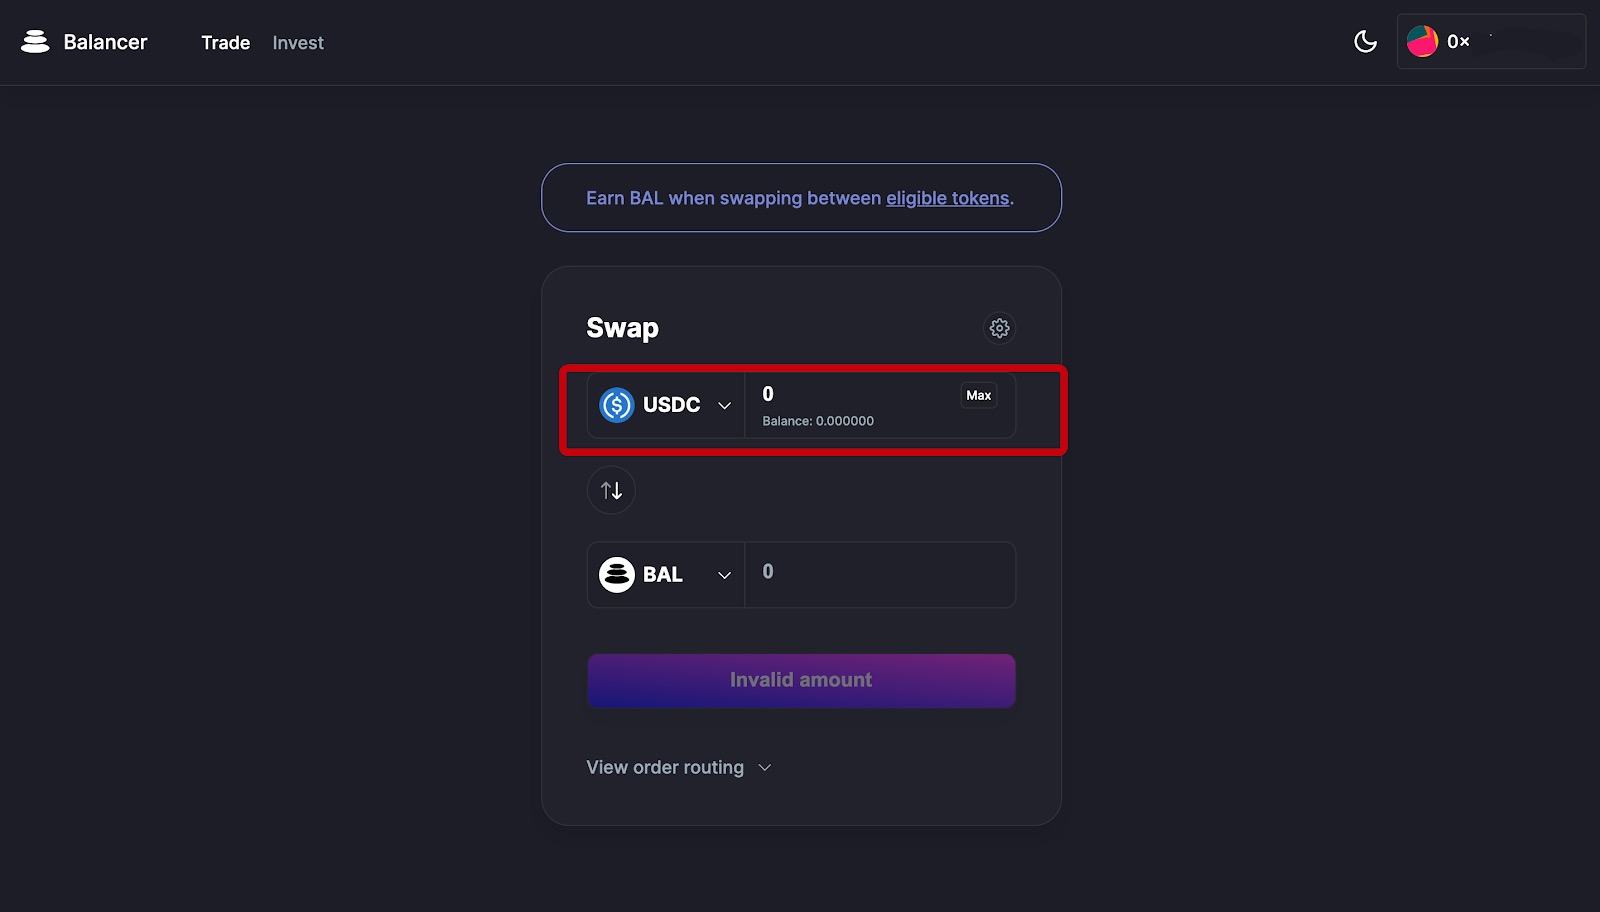 Balancer
Trade
Invest
0×
Earn BAL when swapping between eligible tokens.
Swap
USDC
0
Max
Balance: 0.000000
BAL
0
Invalid amount
View order routing